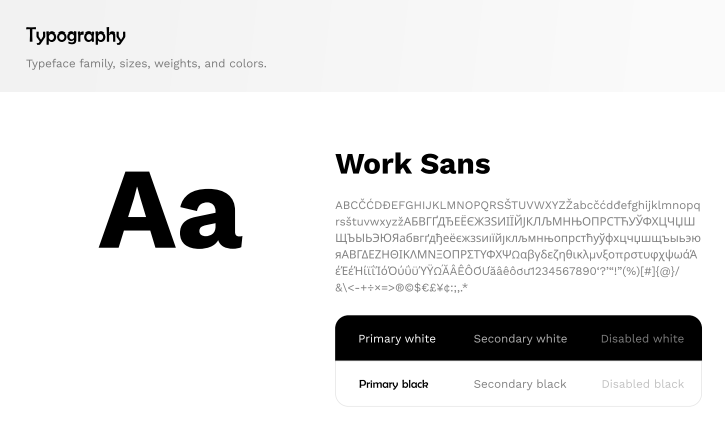 Typography
Typeface family, sizes, weights, and colors.
Aa
Work Sans
ABCČĆDĐEFGHIJKLMNOPQRSŠTUVWXYZŽabcčćdđefghijklmnopq
rsštuvwxyzžАБВГҐДЂЕЁЄЖЗЅИІЇЙЈКЛЉМНЊОПРСТЋУЎФХЦЧЏШ
ЩЪЫЬЭЮЯабвгґдђеёєжзѕиіїйјклљмнњопрстћуўфхцчџшщъыьэю
яΑΒΓΔΕΖΗΘΙΚΛΜΝΞΟΠΡΣΤΥΦΧΨΩαβγδεζηθικλμνξοπρστυφχψωάΆ
έΈέΉίϊΐΊόΌύΰϋΎΫΩĂÂÊÔƠƯăâêôơư1234567890‘?’“!”(%)[#]{@}/
&\<-+÷×=>®©$€£¥¢:;,.*
Primary white Secondary white Disabled white
Primary black Secondary black Disabled black